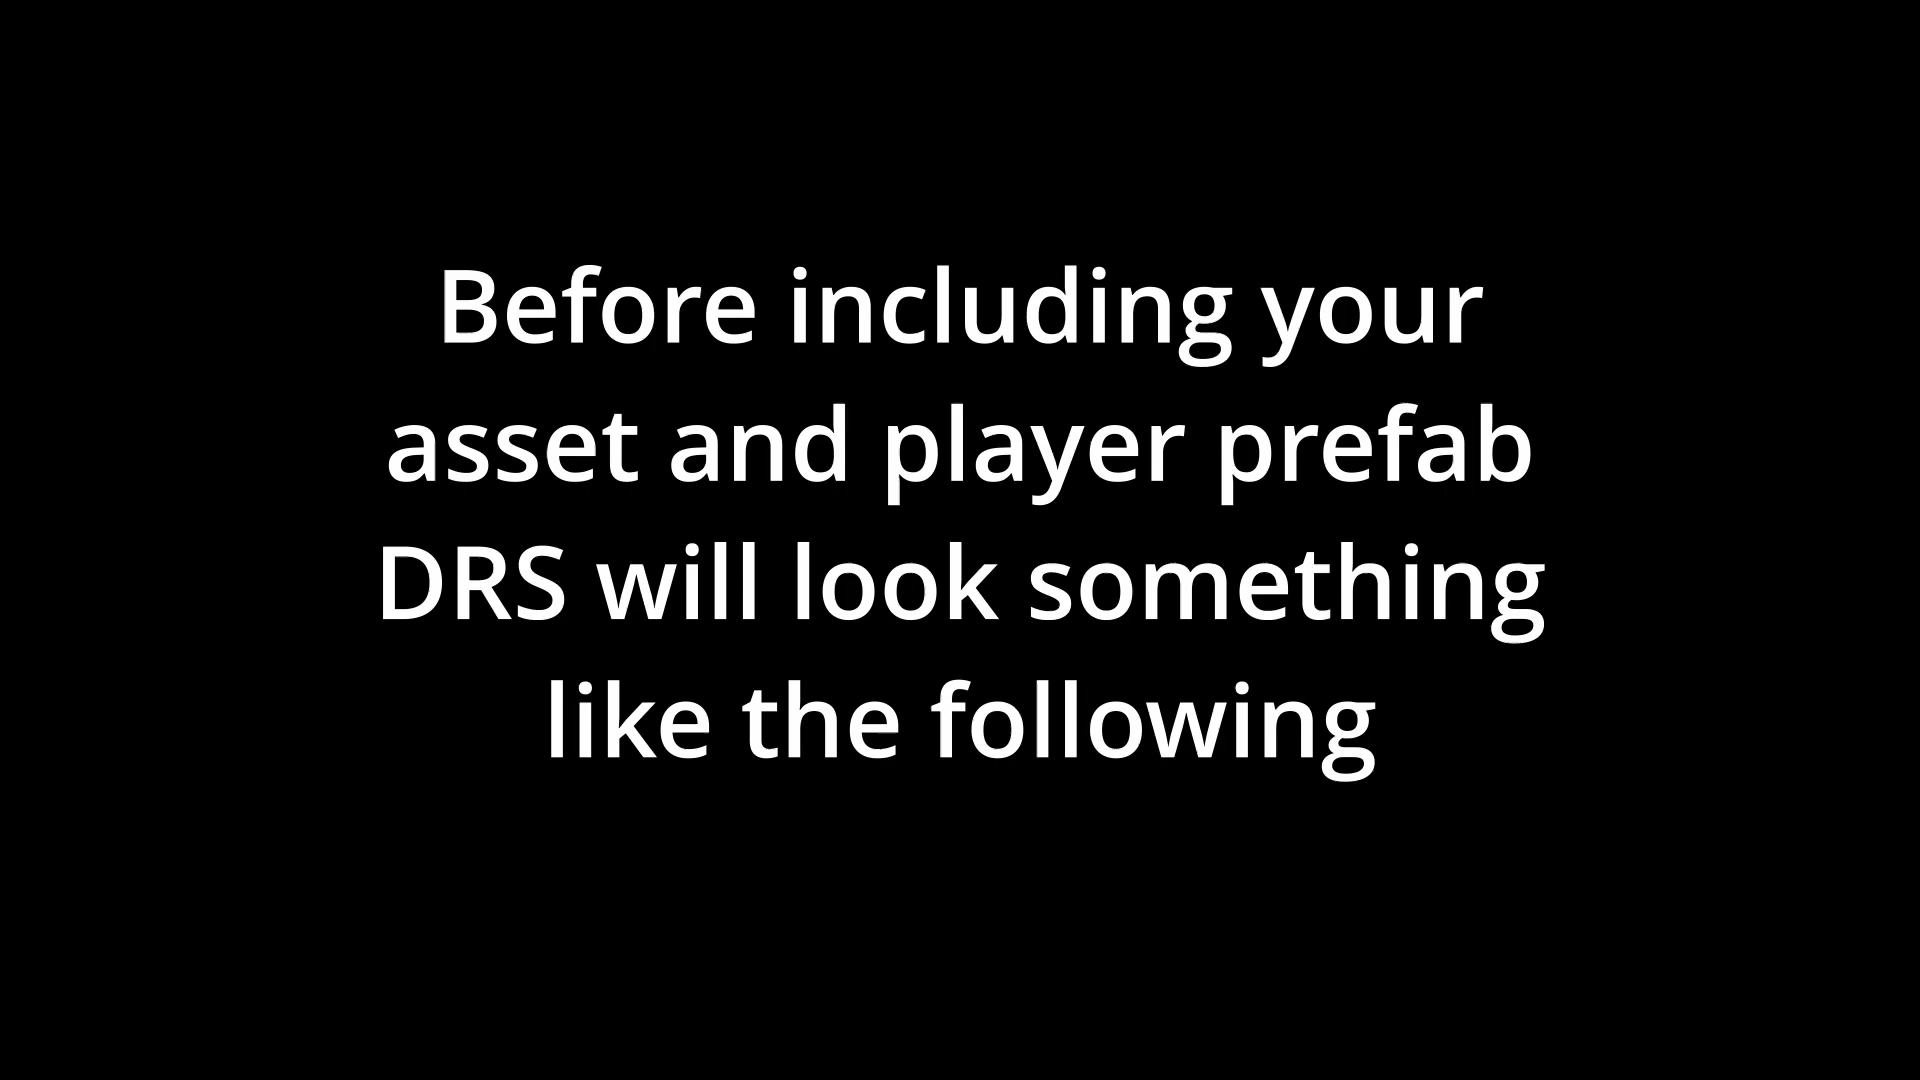 Before including your
asset and player prefab
DRS will look something
like the following